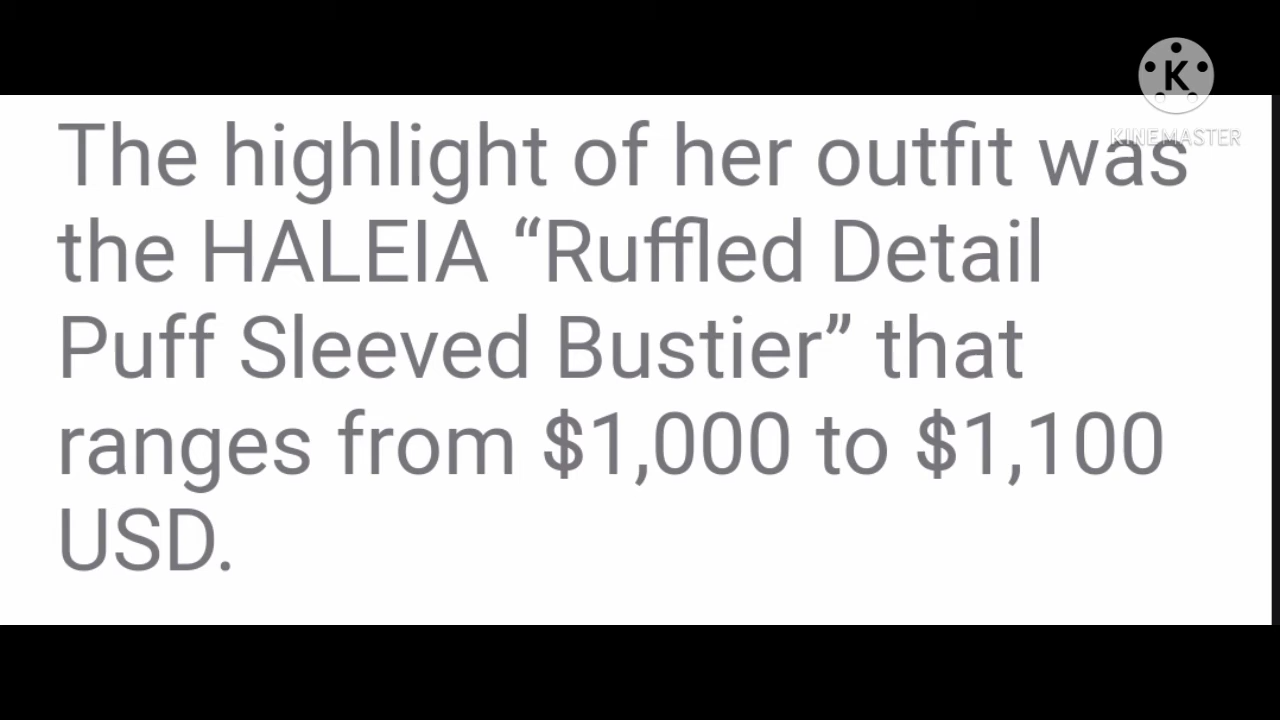 K
KINEMASTER
The highlight of her outfit was
the HALEIA “Ruffled Detail
Puff Sleeved Bustier” that
ranges from $1,000 to $1,100
USD.